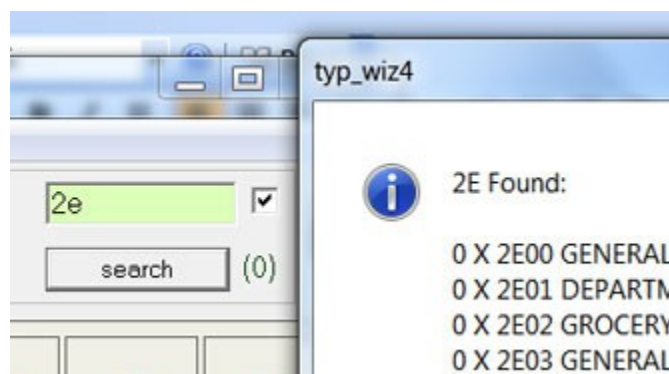 typ_wiz4
2e
search (0)
2E Found:
0 X 2E00 GENERAL
0 X 2E01 DEPARTM
0 X 2E02 GROCERY
0 X 2E03 GENERAL